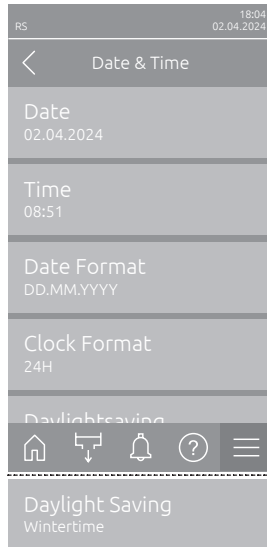 18:04
RS 02.04.2024
Date & Time
Date
02.04.2024
Time
08:51
Date Format
DD.MM.YYYY
Clock Format
24H
Daylightsaving
?
Daylight Saving
Wintertime